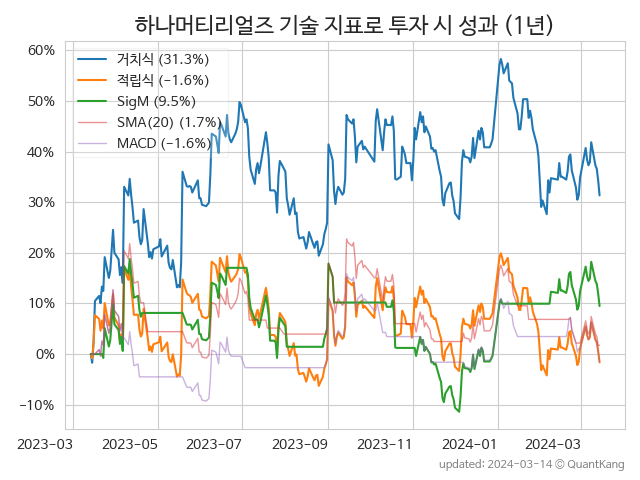 하나머티리얼즈 기술 지표로 투자 시 성과 (1년)
60%
50%
40%
30%
20%
10%
0%
−10%
거치식 (31.3%)
적립식 (−1.6%)
SigM (9.5%)
SMA(20) (1.7%)
MACD (−1.6%)
2023-03 2023-05 2023-07 2023-09 2023-11 2024-01 2024-03
updated: 2024-03-14 ⓒ QuantKang